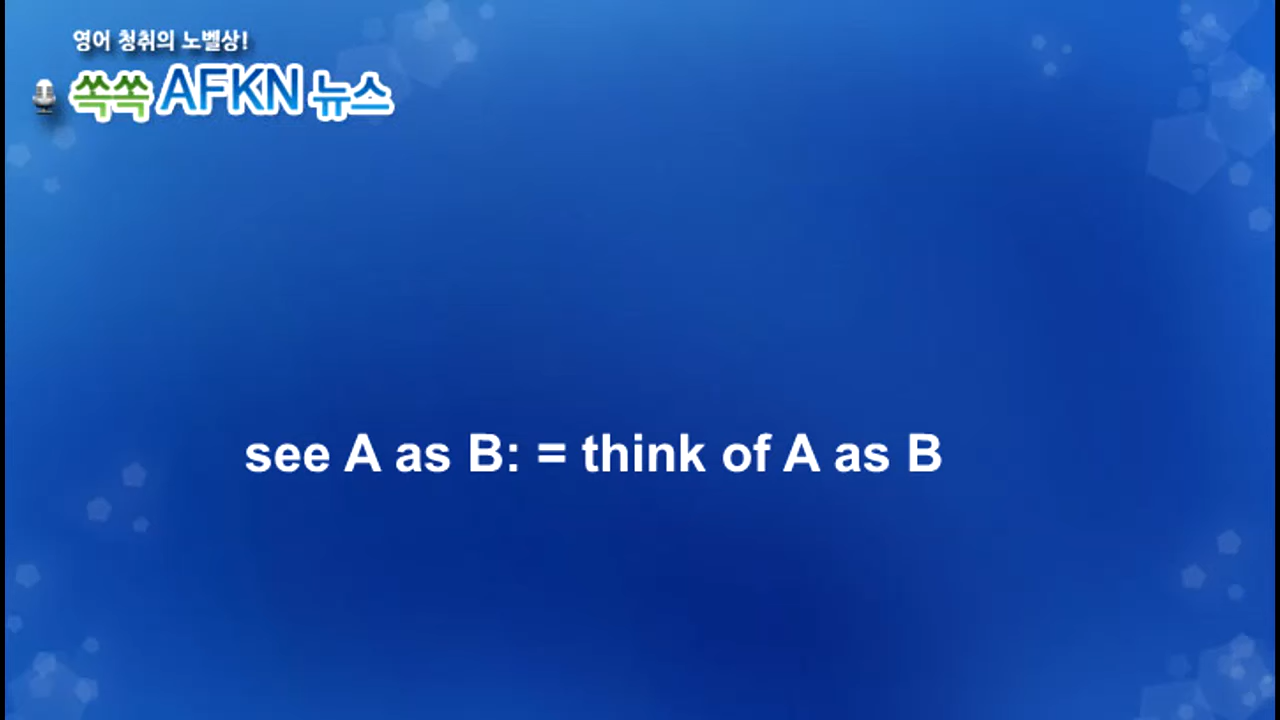 영어 청취의 노벨상!
쏙쏙 AFKN 뉴스
see A as B: = think of A as B